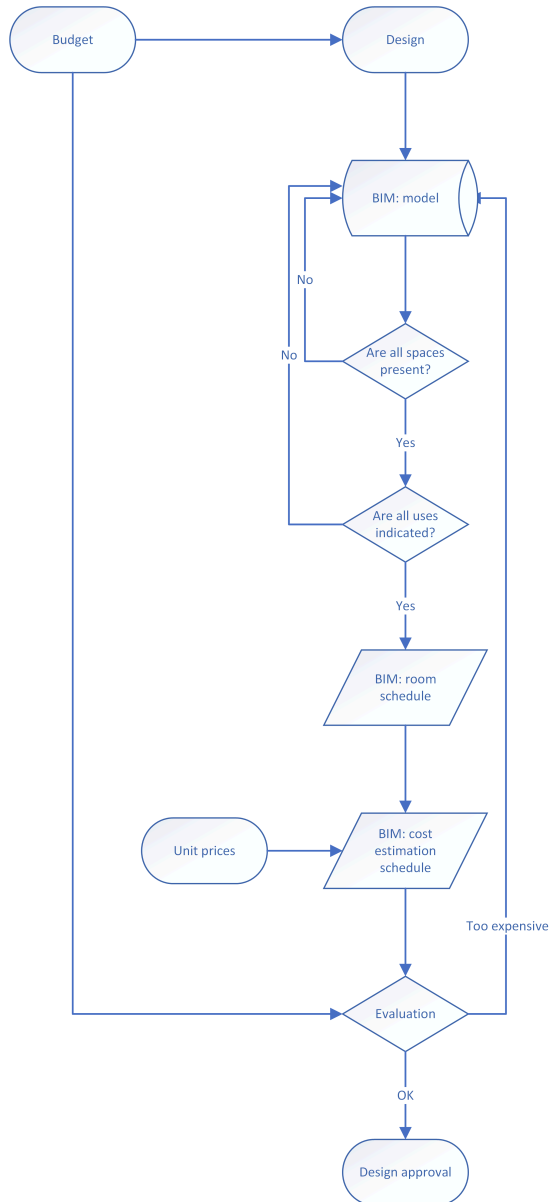 Budget
Design
BIM: model
No
Are all spaces
present?
No
Yes
Are all uses
indicated?
Yes
BIM: room
schedule
BIM: cost
estimation
schedule
Unit prices
Too expensive
Evaluation
OK
Design approval